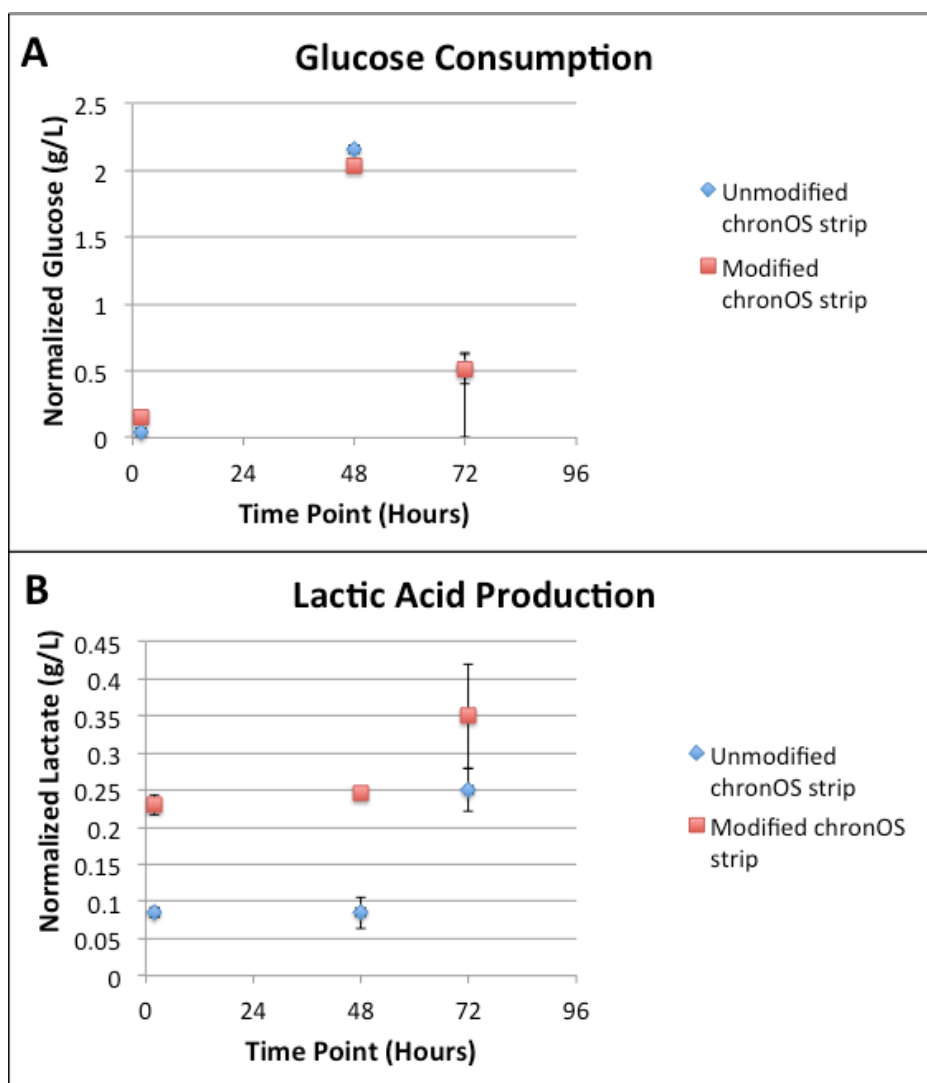 A
Glucose Consumption
Normalized Glucose (g/L)
2.5
2
1.5
1
0.5
0
0 24 48 72 96
Time Point (Hours)
Unmodified
chronOS strip
Modified
chronOS strip
B
Lactic Acid Production
Normalized Lactate (g/L)
0.45
0.4
0.35
0.3
0.25
0.2
0.15
0.1
0.05
0
0 24 48 72 96
Time Point (Hours)
Unmodified
chronOS strip
Modified chronOS
strip